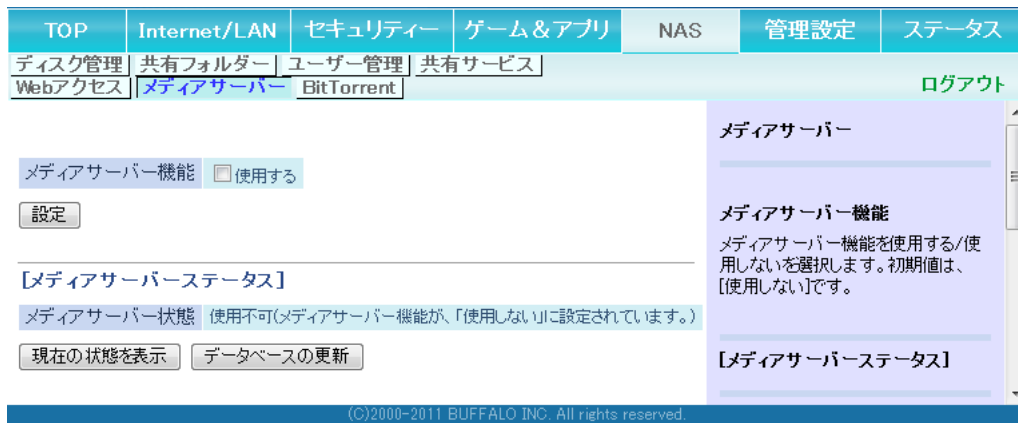 TOP Internet/LAN セキュリティー ゲーム＆アプリ NAS 管理設定 ステータス
ディスク管理 共有フォルダー ユーザー管理 共有サービス
Webアクセス メディアサーバー BitTorrent ログアウト
メディアサーバー機能 使用する
設定
[メディアサーバーステータス]
メディアサーバー状態 使用不可(メディアサーバー機能が、「使用しない」に設定されています。)
現在の状態を表示 データベースの更新
メディアサーバー
メディアサーバー機能
メディアサーバー機能を使用する/使
用しないを選択します。初期値は、
[使用しない]です。
[メディアサーバーステータス]
(C)2000-2011 BUFFALO INC. All rights reserved.